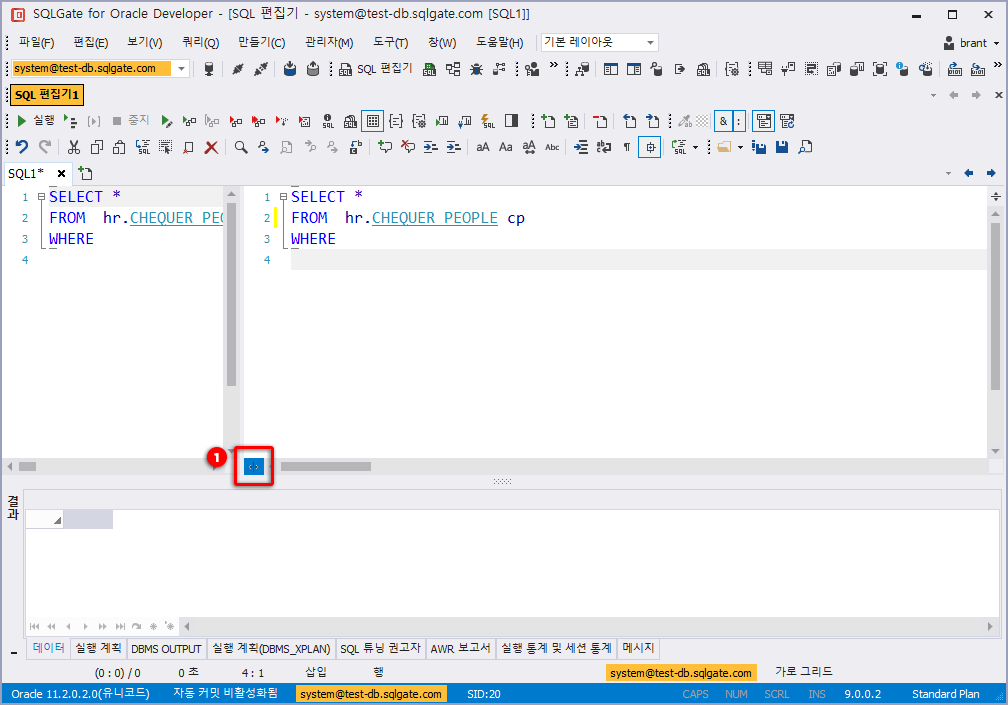 SQLGate for Oracle Developer - [SQL 편집기 - system@test-db.sqlgate.com [SQL1]]
파일(F) 편집(E) 보기(V) 쿼리(Q) 만들기(C) 관리자(M) 도구(T) 창(W) 도움말(H) 기본 레이아웃 brant
system@test-db.sqlgate.com SQL 편집기
SQL 편집기1
실행 중지
SQL1*
1 SELECT *
2 FROM hr.CHEQUER PEO
3 WHERE
4
1 SELECT *
2 FROM hr.CHEQUER PEOPLE cp
3 WHERE
4
1
결과
데이터 실행 계획 DBMS OUTPUT 실행 계획(DBMS_XPLAN) SQL 튜닝 권고자 AWR 보고서 실행 통계 및 세션 통계 메시지
(0 : 0) / 0 0 초 4 : 1 삽입 행 system@test-db.sqlgate.com 가로 그리드
Oracle 11.2.0.2.0(유니코드) 자동 커밋 비활성화됨 system@test-db.sqlgate.com SID:20 CAPS NUM SCRL INS 9.0.0.2 Standard Plan